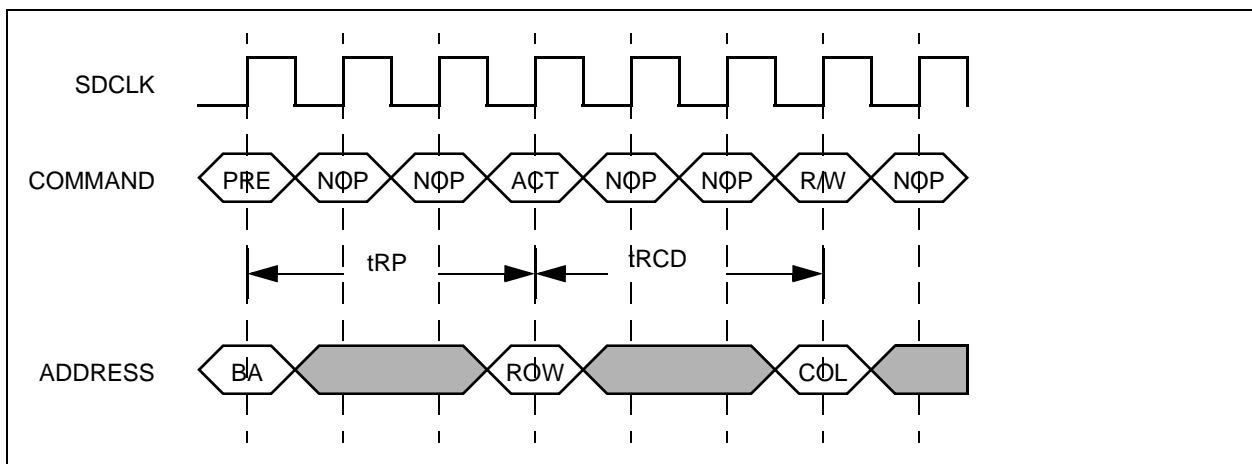 SDCLK
COMMAND PRE NOP NOP ACT NOP NOP R/W NOP
tRP tRCD
ADDRESS BA ROW COL